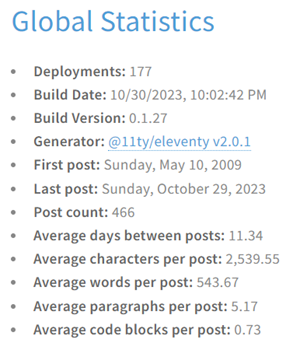 Global Statistics
• Deployments: 177
• Build Date: 10/30/2023, 10:02:42 PM
• Build Version: 0.1.27
• Generator: @11ty/eleventy v2.0.1
• First post: Sunday, May 10, 2009
• Last post: Sunday, October 29, 2023
• Post count: 466
• Average days between posts: 11.34
• Average characters per post: 2,539.55
• Average words per post: 543.67
• Average paragraphs per post: 5.17
• Average code blocks per post: 0.73